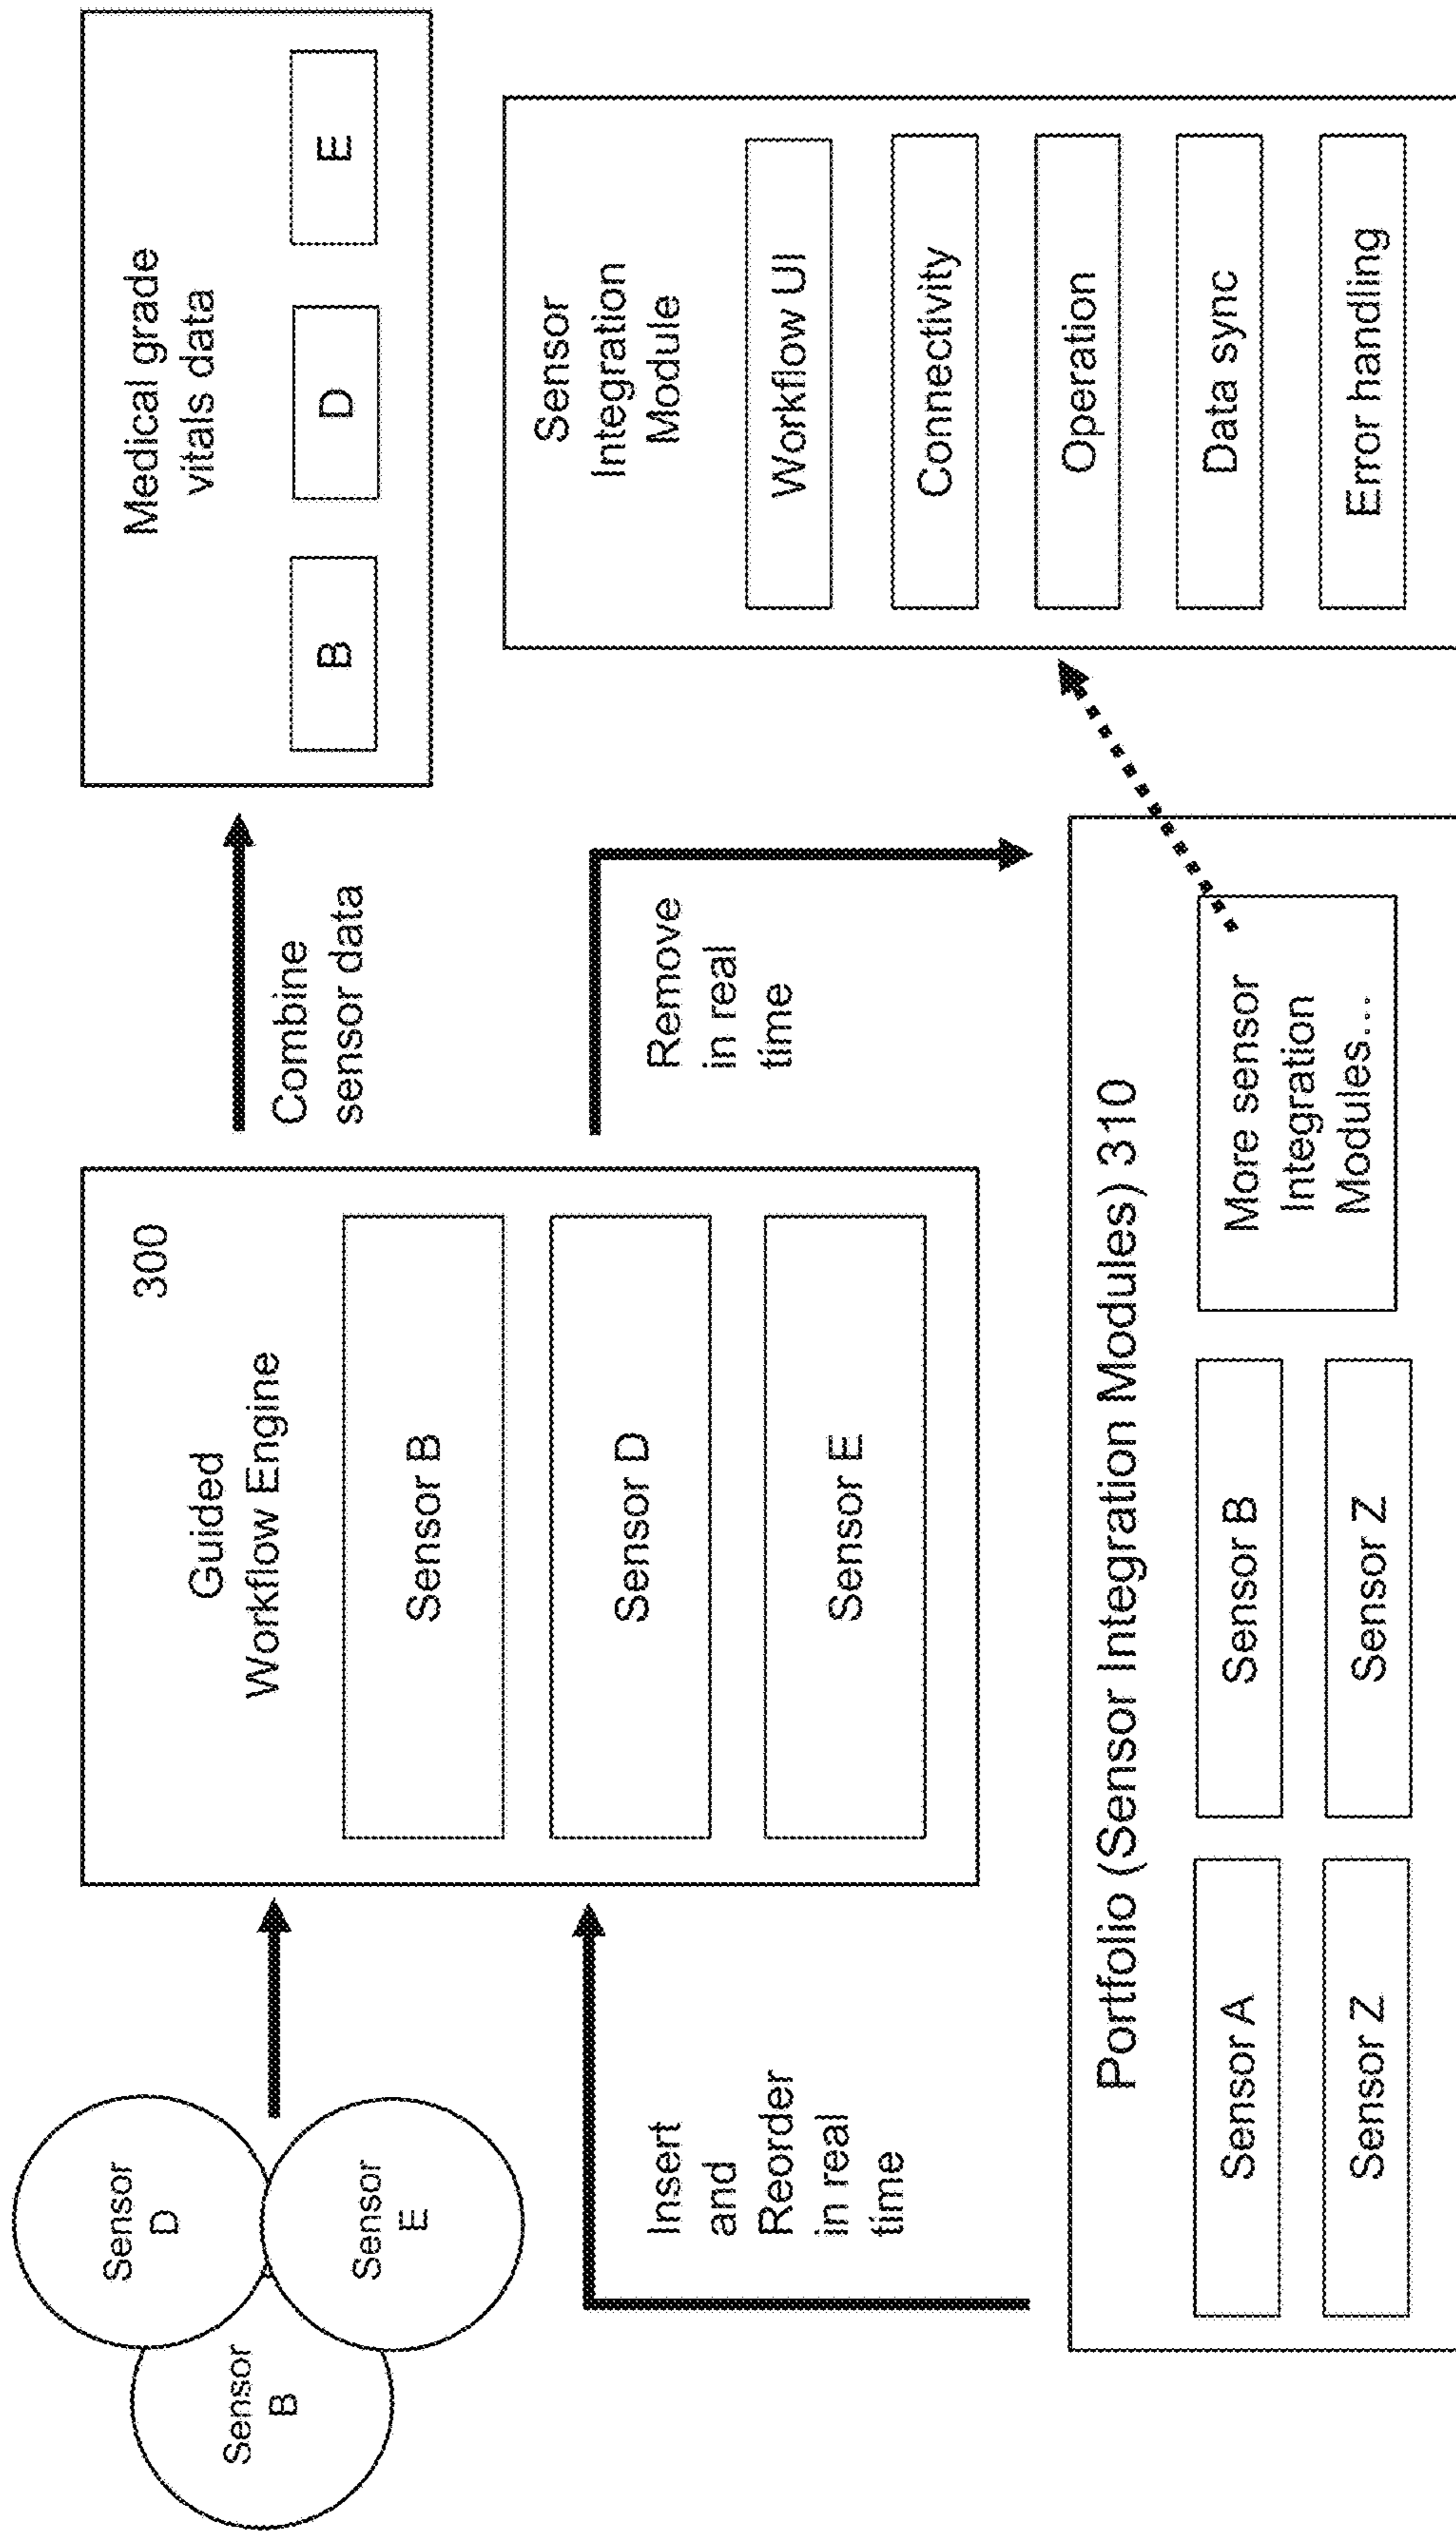 Sensor
D
Sensor
B
Sensor
E
Guided
Workflow Engine
300
Sensor B
Sensor D
Sensor E
Combine
sensor data
Medical grade
vitals data
B
D
E
Insert
and
Reorder
in real
time
Remove
in real
time
Sensor
Integration
Module
Workflow UI
Connectivity
Operation
Data sync
Error handling
Portfolio (Sensor Integration Modules) 310
Sensor A
Sensor B
Sensor Z
Sensor Z
More sensor
Integration
Modules...